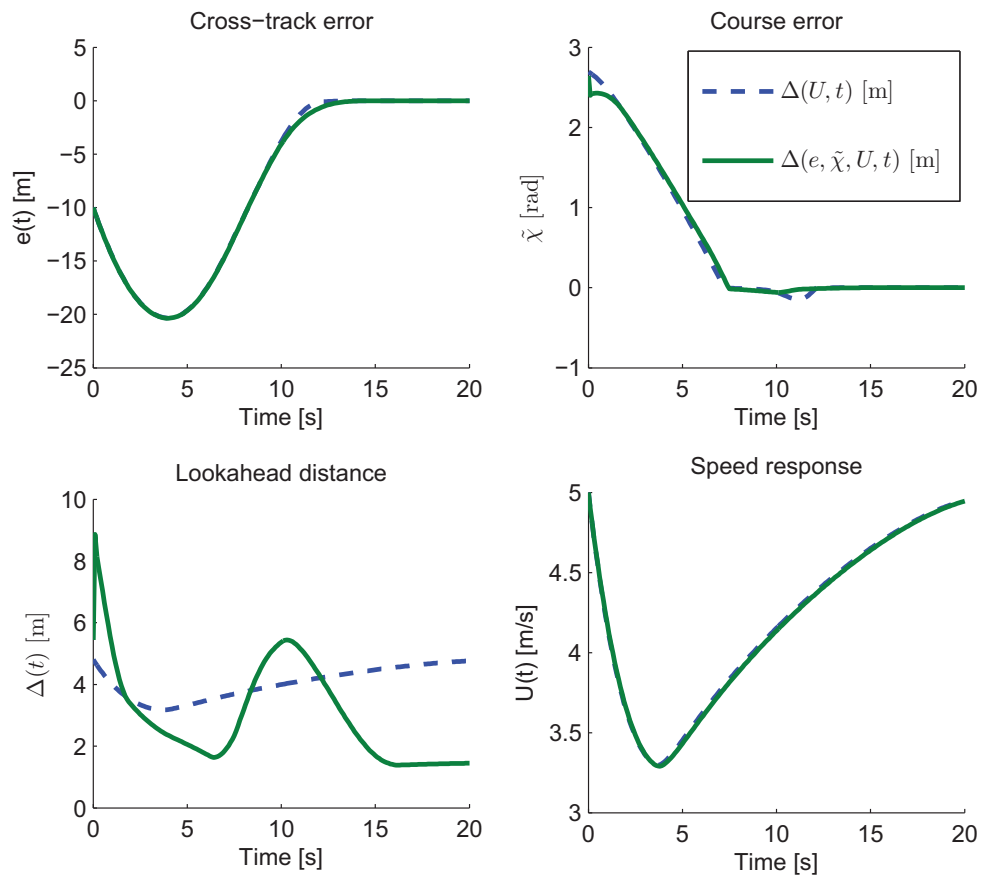 Cross−track error
5
0
−5
−10
−15
−20
−25
e(t) [m]
0 5 10 15 20
Time [s]
Course error
3
2
1
0
−1
χ̃ [rad]
Δ(U, t) [m]
Δ(e, χ̃, U, t) [m]
0 5 10 15 20
Time [s]
Lookahead distance
10
8
6
4
2
0
Δ(t) [m]
0 5 10 15 20
Time [s]
Speed response
5
4.5
4
3.5
3
U(t) [m/s]
0 5 10 15 20
Time [s]